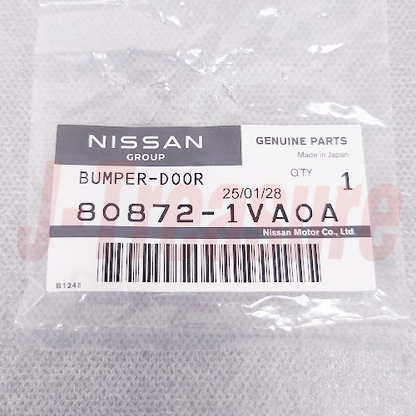 NISSAN
GROUP
GENUINE PARTS
Made in Japan
BUMPER-DOOR
QTY 1
25/01/28
80872-1VA0A
Nissan Motor Co., Ltd.
B1248
J-Treasure